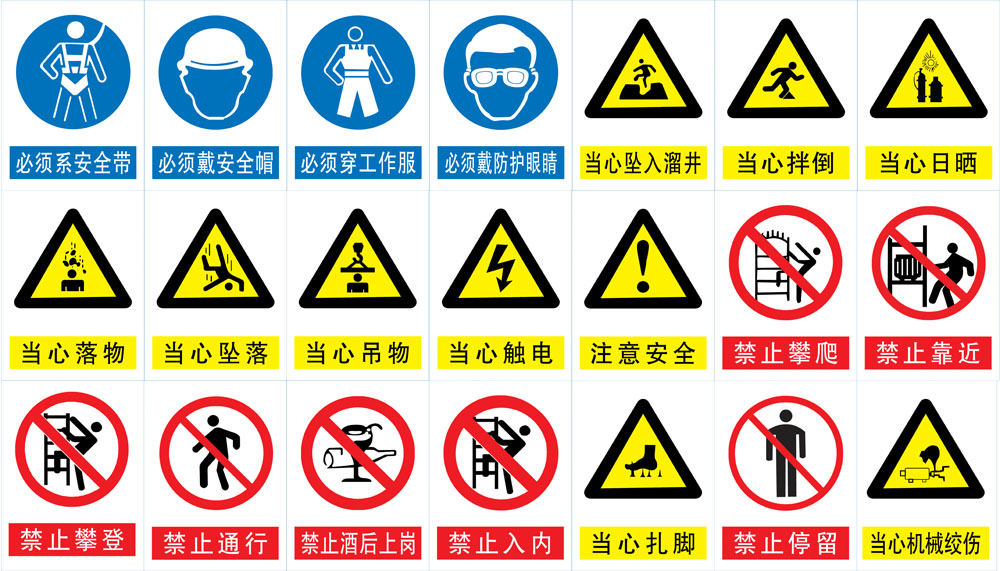 必须系安全带
必须戴安全帽
必须穿工作服
必须戴防护眼睛
当心坠入溜井
当心拌倒
当心日晒
当心落物
当心坠落
当心吊物
当心触电
注意安全
禁止攀爬
禁止靠近
禁止攀登
禁止通行
禁止酒后上岗
禁止入内
当心扎脚
禁止停留
当心机械绞伤